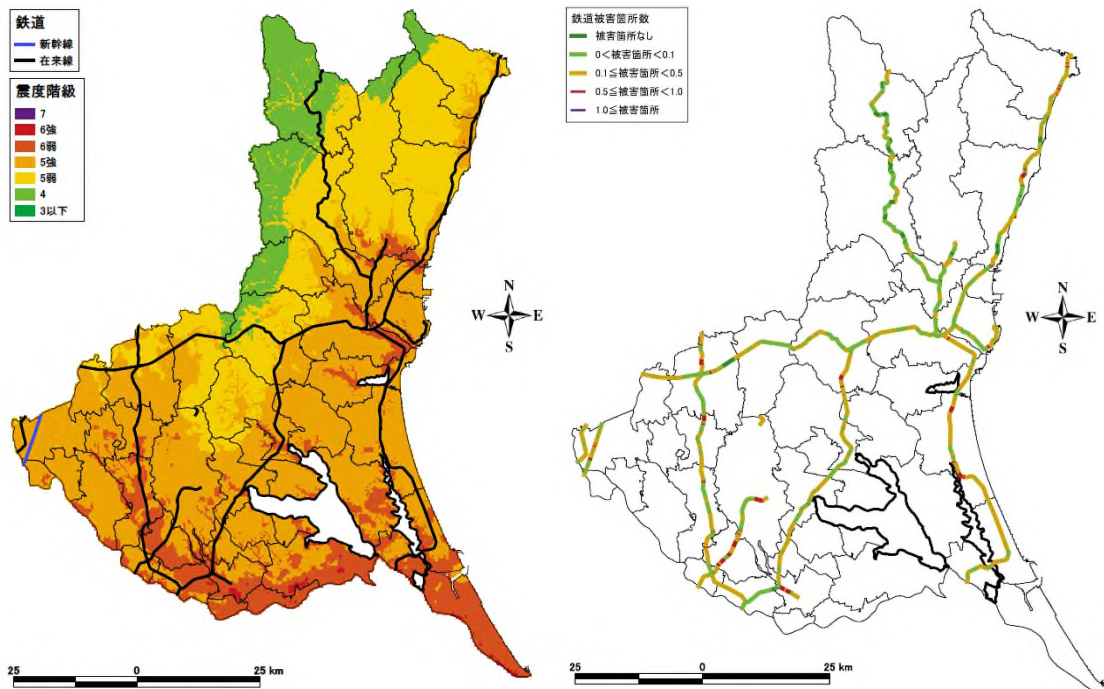 鉄道
新幹線
在来線
震度階級
7
6強
6弱
5強
5弱
4
3以下
N
W E
S
25 0 25 km
鉄道被害箇所数
被害箇所なし
0<被害箇所<0.1
0.1≦被害箇所<0.5
0.5≦被害箇所<1.0
1.0≦被害箇所
N
W E
S
25 0 25 km